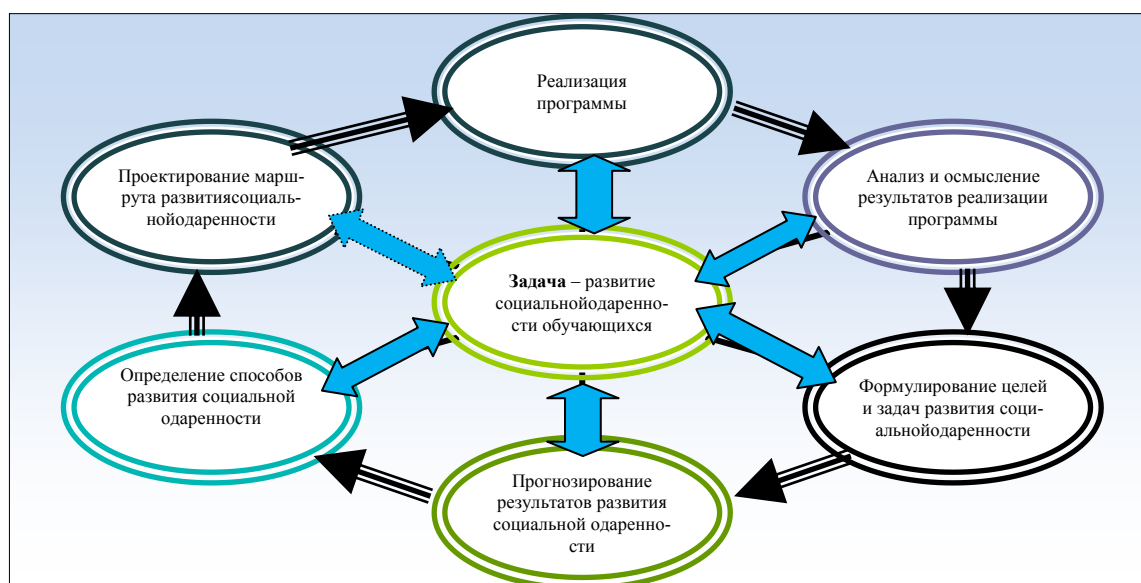 Реализация
программы
Проектирование марш-
рута развитиясоциаль-
нойодаренности
Анализ и осмысление
результатов реализации
программы
Задача – развитие
социальнойодаренно-
сти обучающихся
Определение способов
развития социальной
одаренности
Формулирование целей
и задач развития соци-
альнойодаренности
Прогнозирование
результатов развития
социальной одаренно-
сти